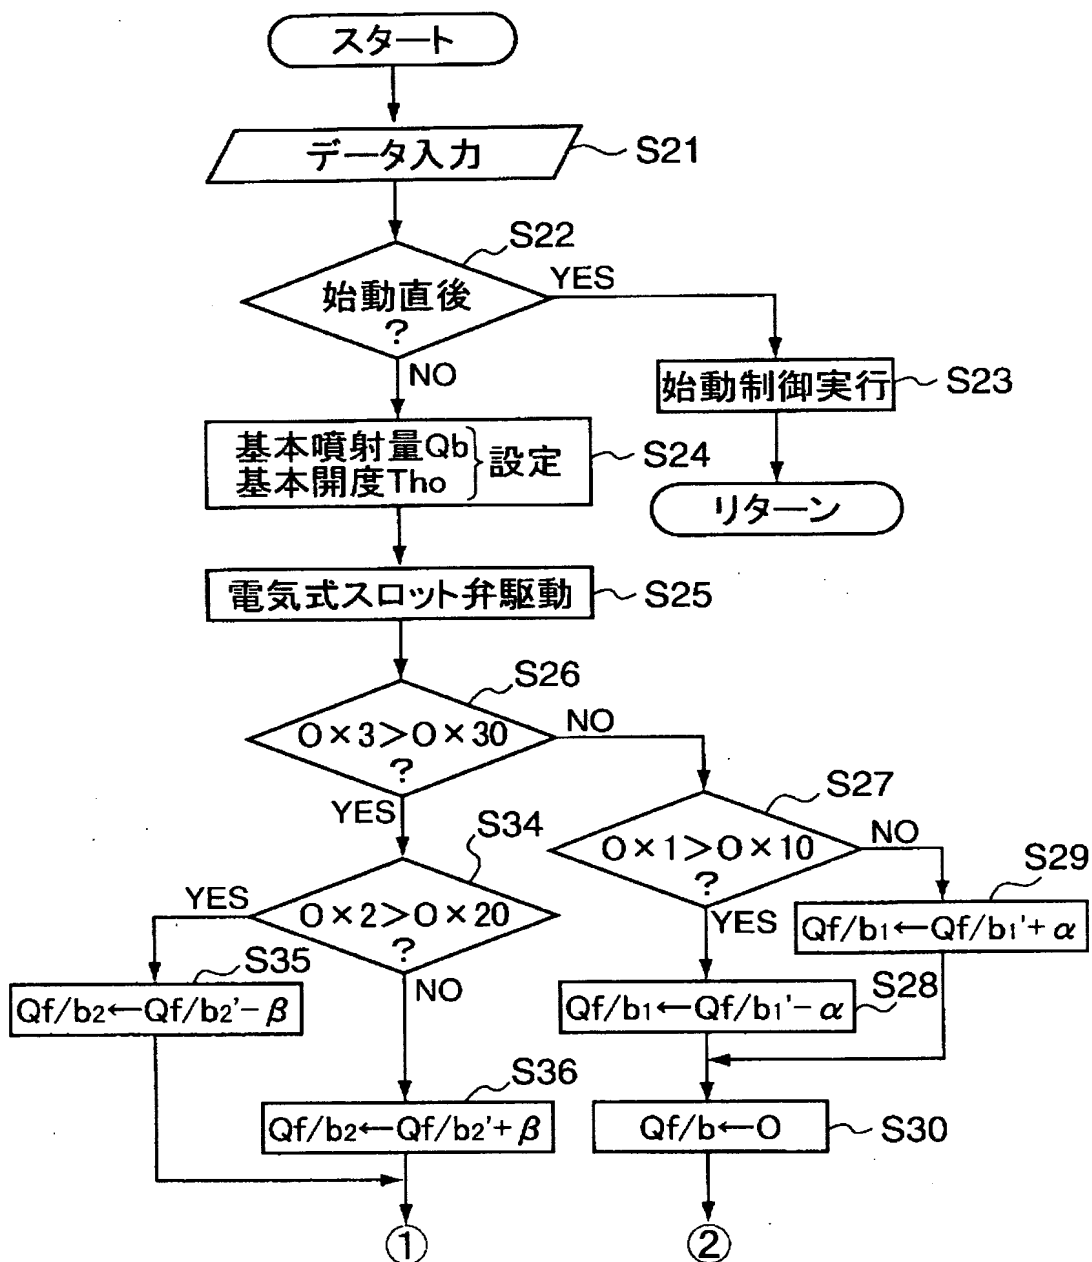 スタート
データ入力
S21
S22
始動直後
?
YES
NO
始動制御実行
S23
リターン
基本噴射量Qb
基本開度Tho
設定
S24
電気式スロット弁駆動
S25
S26
O×3>O×30
?
NO
YES
S27
O×1>O×10
?
NO
YES
S34
O×2>O×20
?
YES
NO
S29
Qf/b1←Qf/b1'+α
S35
Qf/b2←Qf/b2'-β
S28
Qf/b1←Qf/b1'-α
S36
Qf/b2←Qf/b2'+β
Qf/b←O
S30
①
②